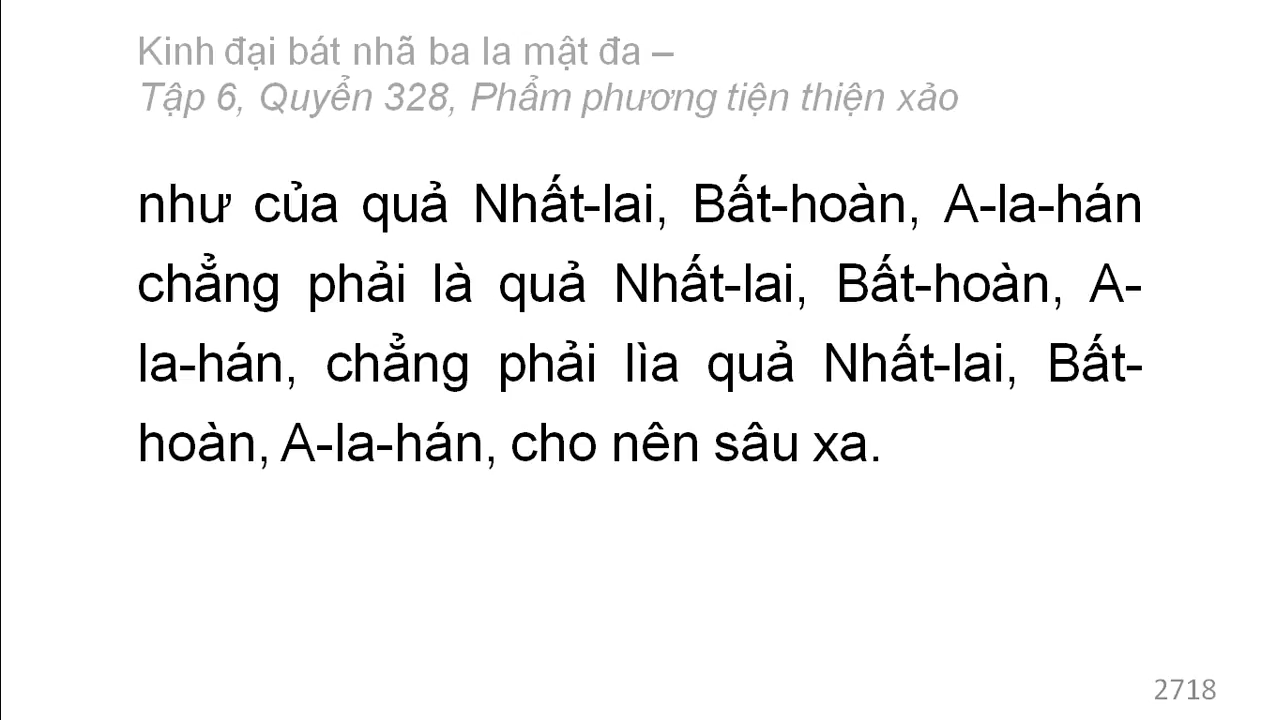 Kinh đại bát nhã ba la mật đa –
Tập 6, Quyển 328, Phẩm phương tiện thiện xảo
như của quả Nhất-lai, Bất-hoàn, A-la-hán
chẳng phải là quả Nhất-lai, Bất-hoàn, A-
la-hán, chẳng phải lìa quả Nhất-lai, Bất-
hoàn, A-la-hán, cho nên sâu xa.
2718